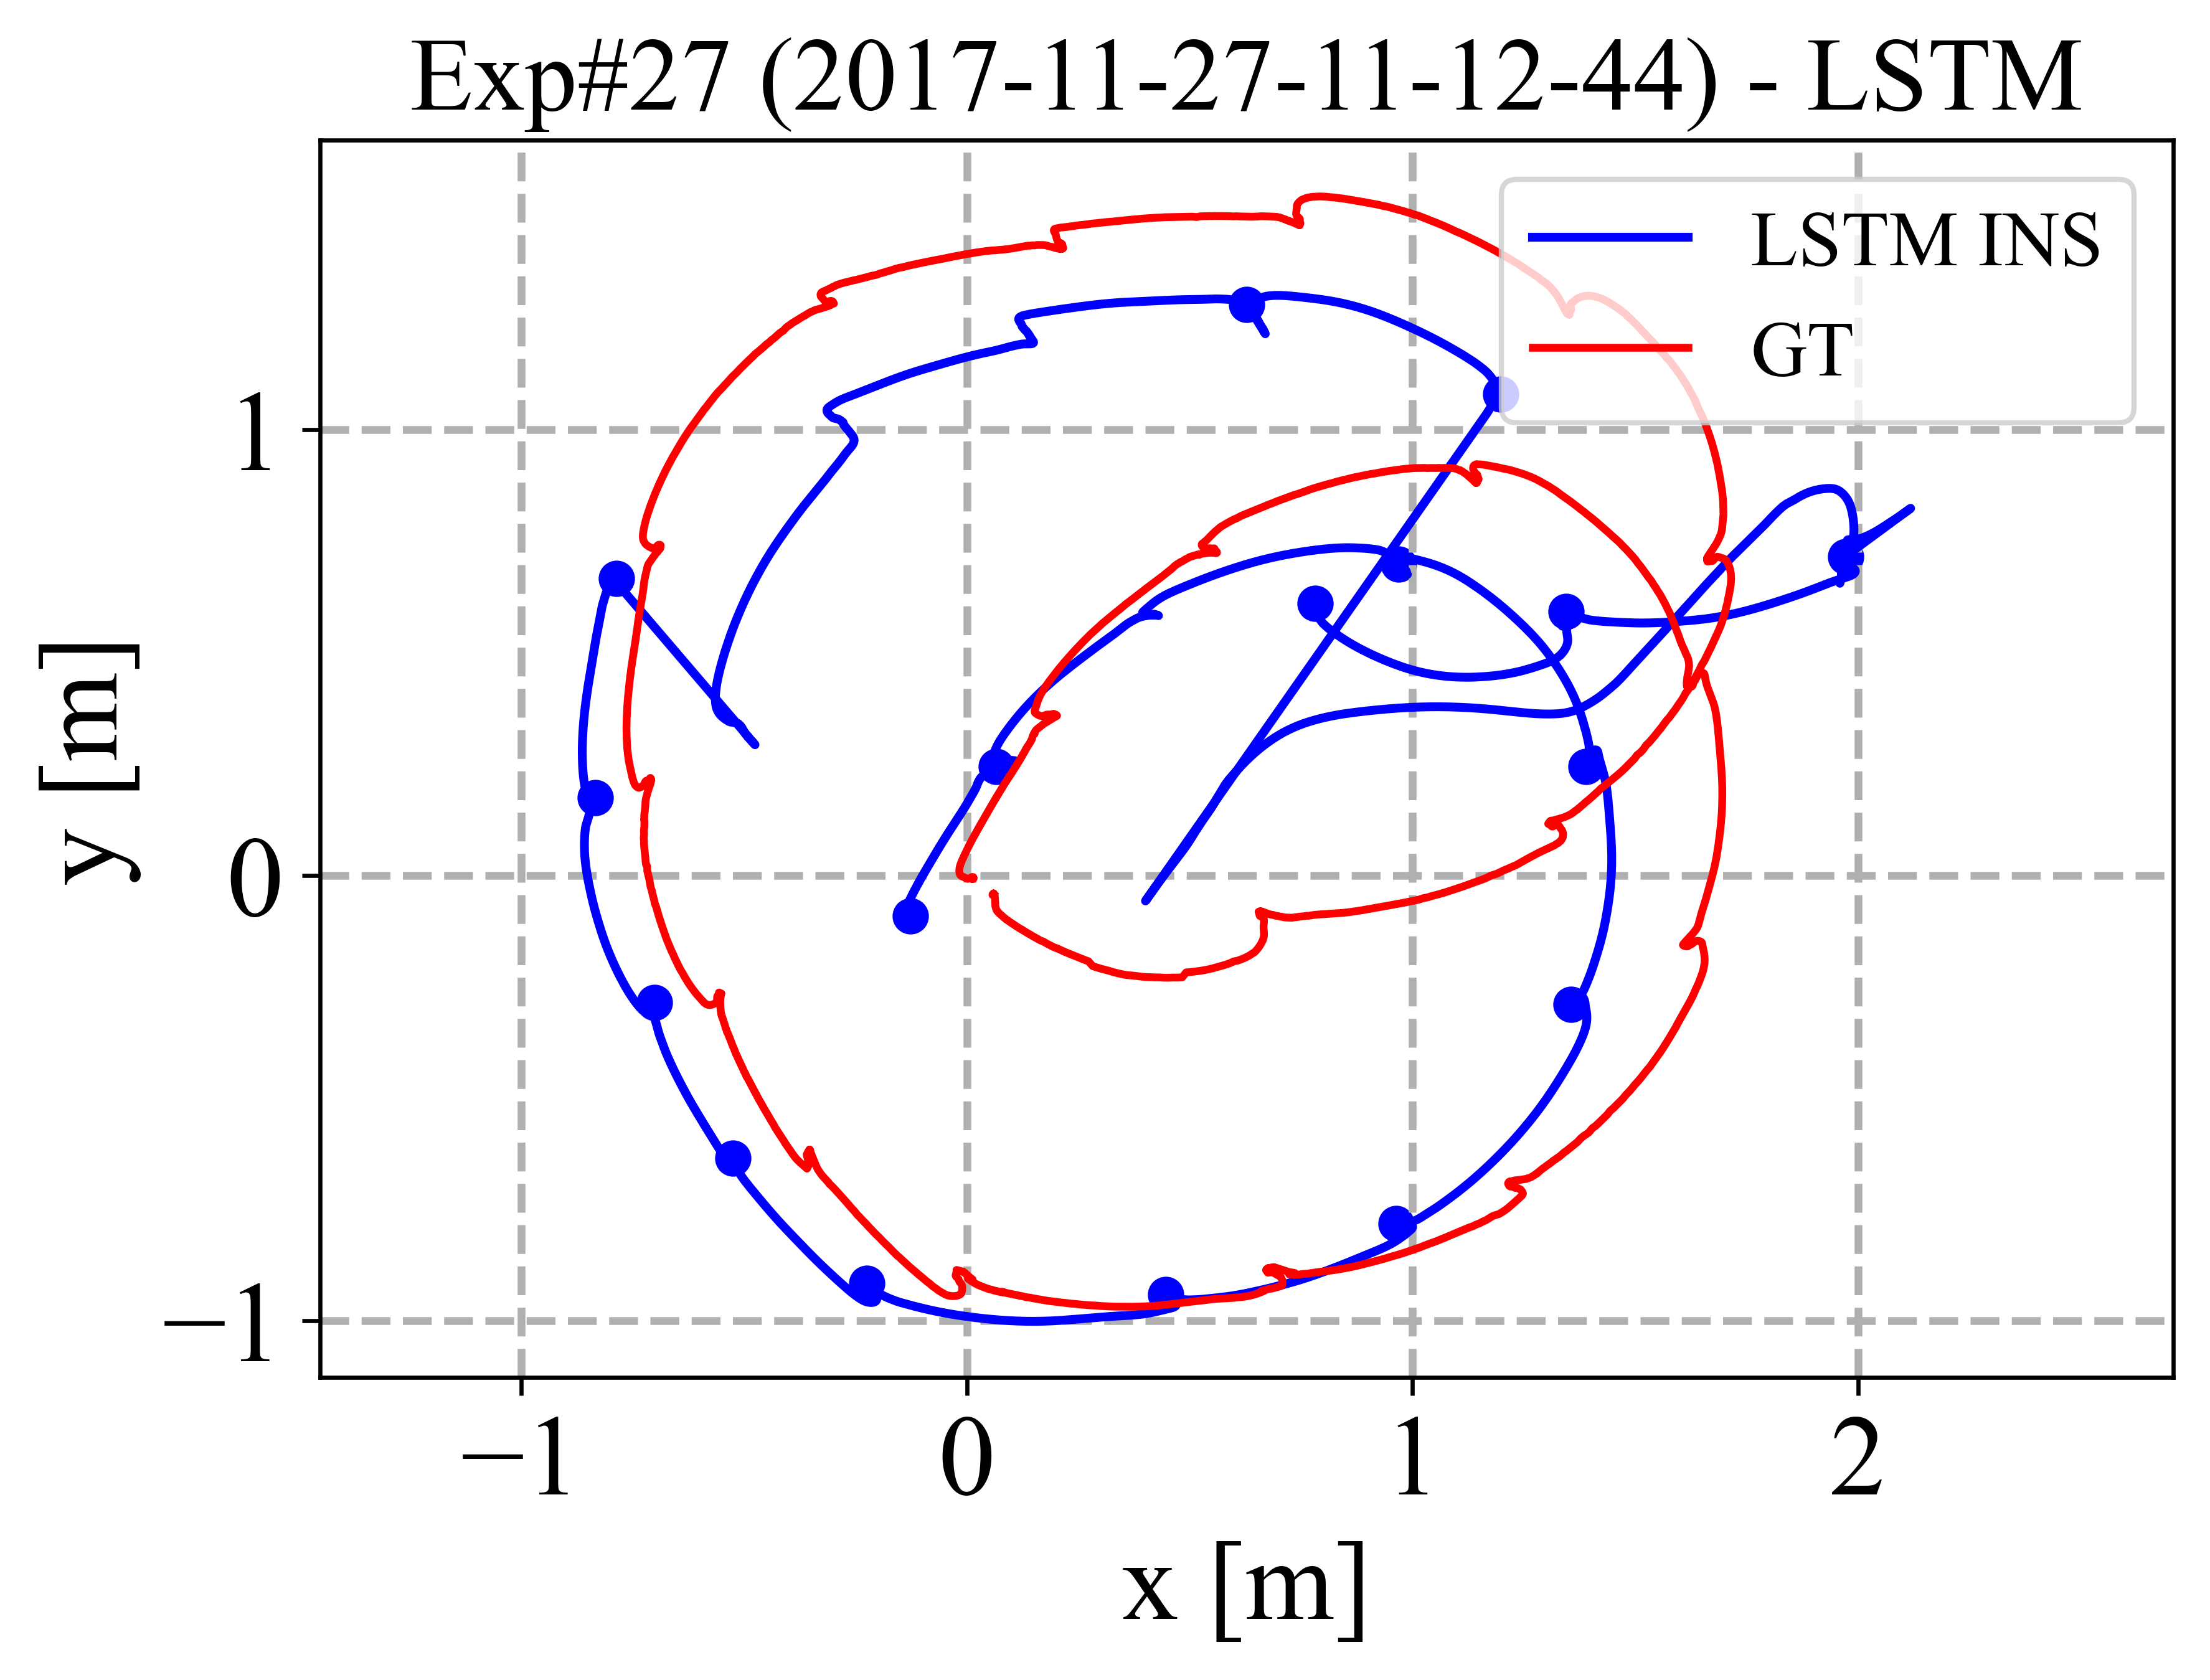 Exp#27 (2017-11-27-11-12-44) - LSTM
LSTM INS
GT
1
0
−1
y [m]
−1 0 1 2
x [m]